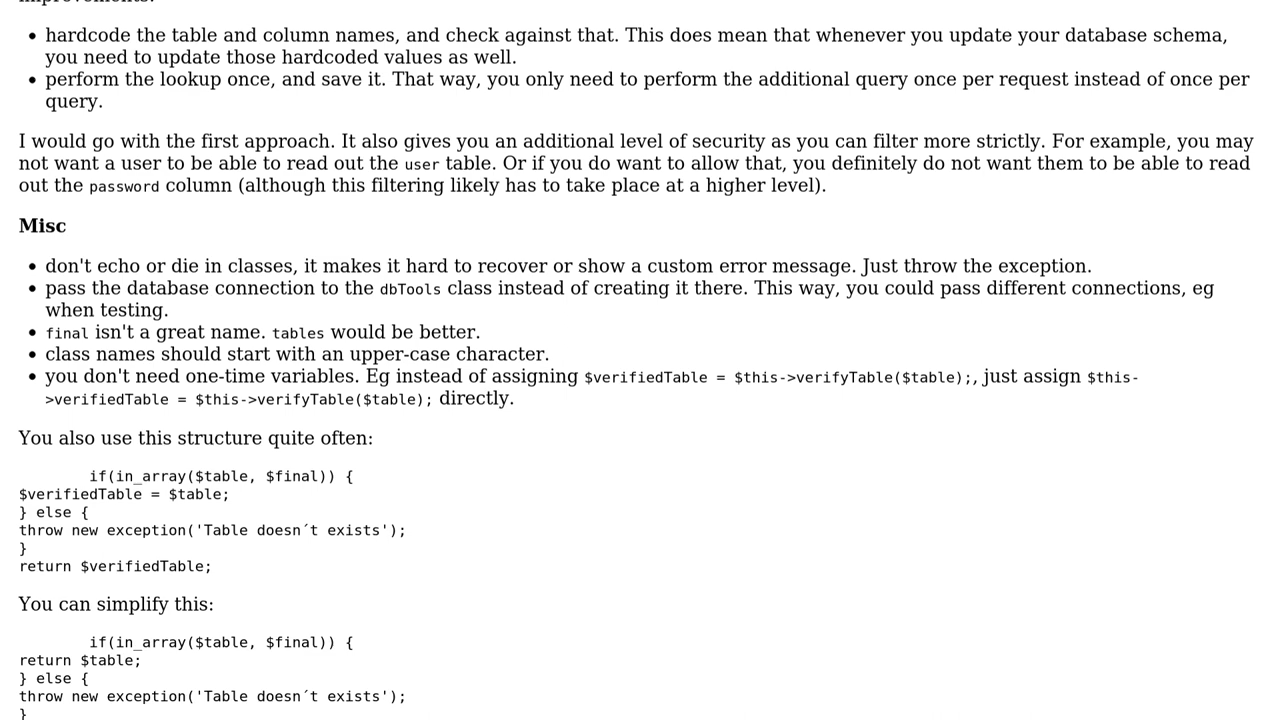 improvements:
hardcode the table and column names, and check against that. This does mean that whenever you update your database schema,
you need to update those hardcoded values as well.
perform the lookup once, and save it. That way, you only need to perform the additional query once per request instead of once per
query.
I would go with the first approach. It also gives you an additional level of security as you can filter more strictly. For example, you may
not want a user to be able to read out the user table. Or if you do want to allow that, you definitely do not want them to be able to read
out the password column (although this filtering likely has to take place at a higher level).
Misc
don't echo or die in classes, it makes it hard to recover or show a custom error message. Just throw the exception.
pass the database connection to the dbTools class instead of creating it there. This way, you could pass different connections, eg
when testing.
final isn't a great name. tables would be better.
class names should start with an upper-case character.
you don't need one-time variables. Eg instead of assigning $verifiedTable = $this->verifyTable($table);, just assign $this-
>verifiedTable = $this->verifyTable($table); directly.
You also use this structure quite often:
if(in_array($table, $final)) {
$verifiedTable = $table;
} else {
throw new exception('Table doesn´t exists');
}
return $verifiedTable;
You can simplify this:
if(in_array($table, $final)) {
return $table;
} else {
throw new exception('Table doesn´t exists');
}